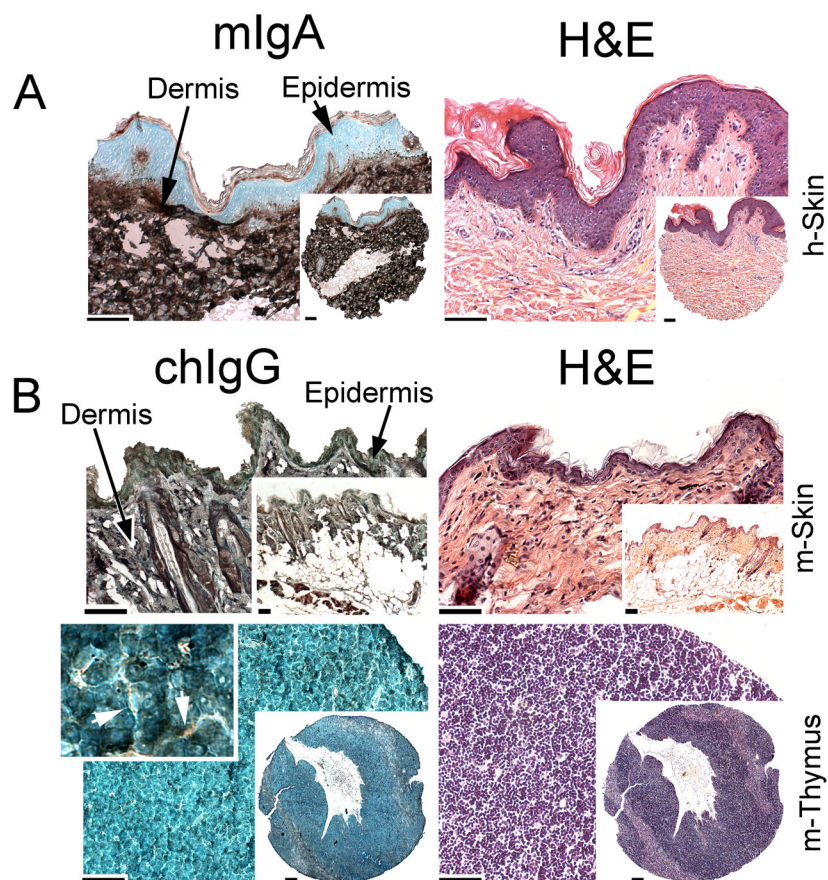 mIgA
H&E
A
Dermis
Epidermis
h-Skin
chIgG
H&E
B
Dermis
Epidermis
m-Skin
m-Thymus